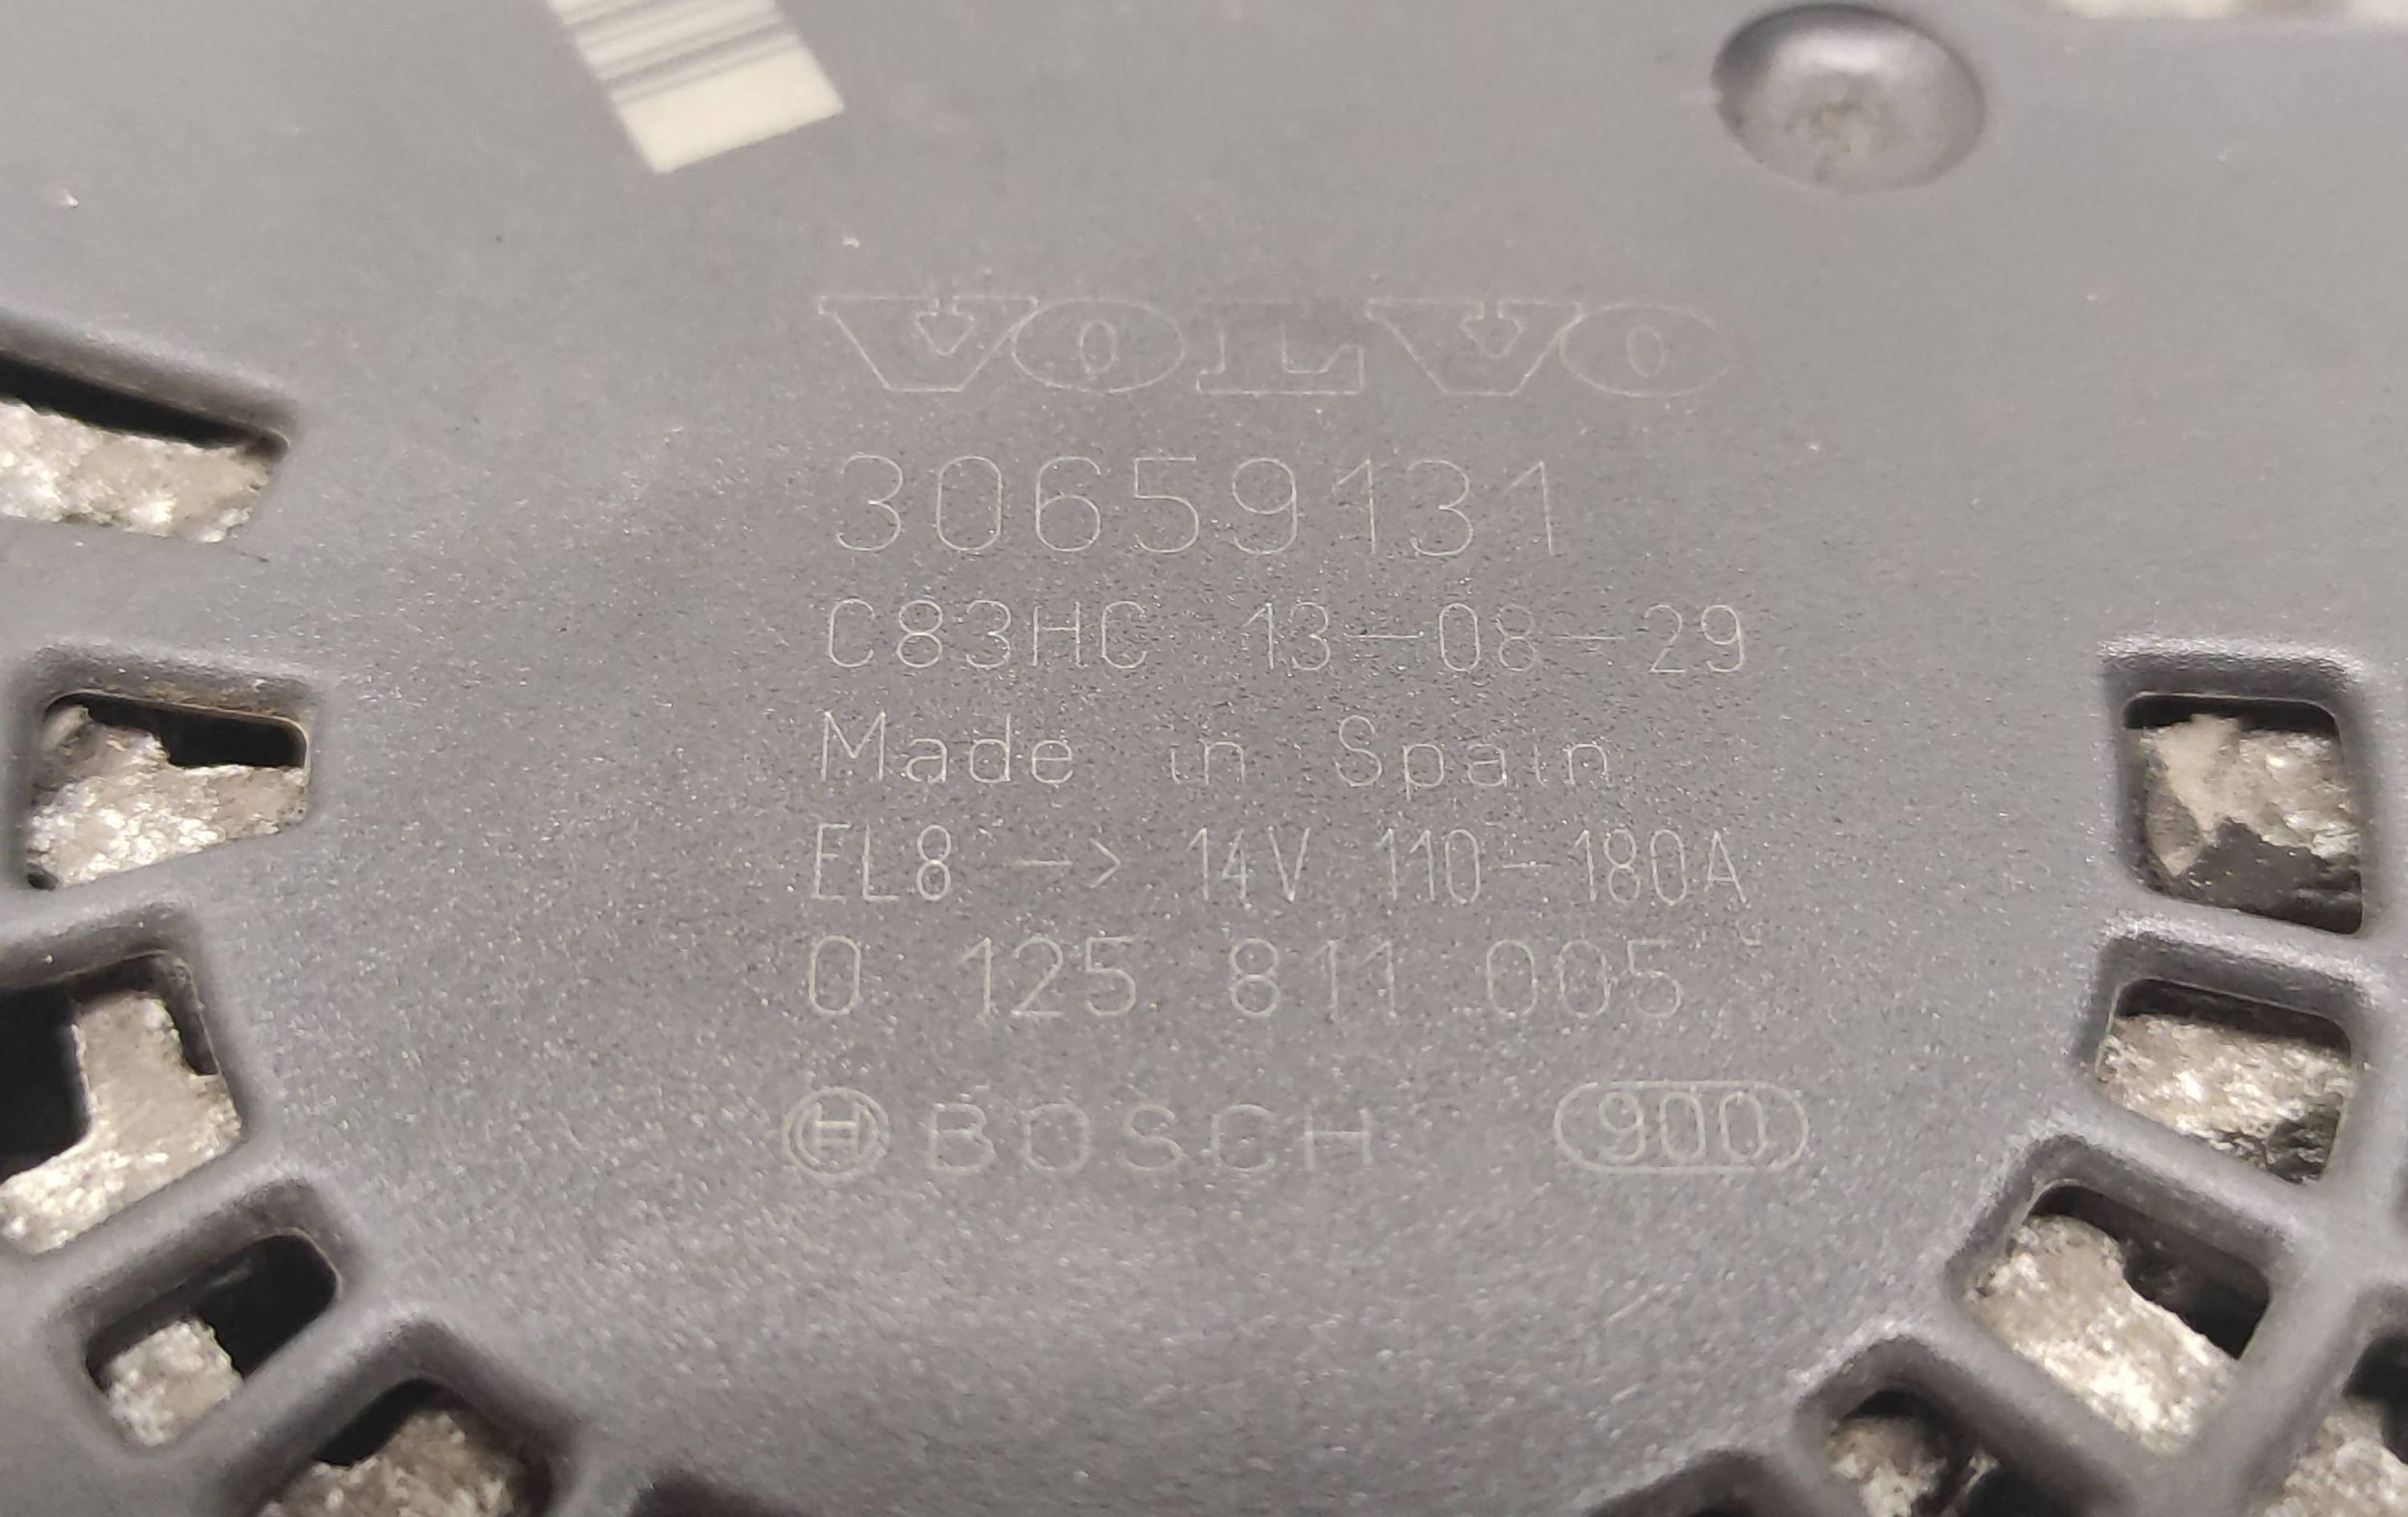 VOLVO
30659131
C83HC 13-08-29
Made in Spain
EL8 -> 14V 110-180A
0 125 811 005
BOSCH 900